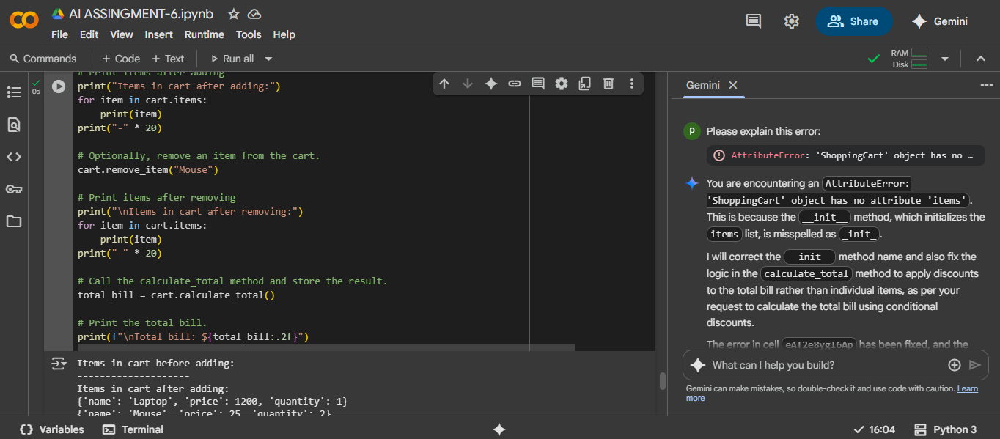 AI ASSINGMENT-6.ipynb
File Edit View Insert Runtime Tools Help
Share
Gemini
Commands + Code + Text Run all
RAM
Disk
0s
# Print items after adding
print("Items in cart after adding:")
for item in cart.items:
    print(item)
print("-" * 20)
# Optionally, remove an item from the cart.
cart.remove_item("Mouse")
# Print items after removing
print("\nItems in cart after removing:")
for item in cart.items:
    print(item)
print("-" * 20)
# Call the calculate_total method and store the result.
total_bill = cart.calculate_total()
# Print the total bill.
print(f"\nTotal bill: ${total_bill:.2f}")
Items in cart before adding:
--------------------
Items in cart after adding:
{'name': 'Laptop', 'price': 1200, 'quantity': 1}
{'name': 'Mouse', 'price': 25, 'quantity': 2}
Gemini
p
Please explain this error:
AttributeError: 'ShoppingCart' object has no …
You are encountering an AttributeError:
'ShoppingCart' object has no attribute 'items'.
This is because the __init__ method, which initializes the
items list, is misspelled as _init_.
I will correct the __init__ method name and also fix the
logic in the calculate_total method to apply discounts
to the total bill rather than individual items, as per your
request to calculate the total bill using conditional
discounts.
The error in cell eAT2e8ygI6Ap has been fixed, and the
What can I help you build?
Gemini can make mistakes, so double-check it and use code with caution. Learn
more
Variables Terminal
16:04 Python 3